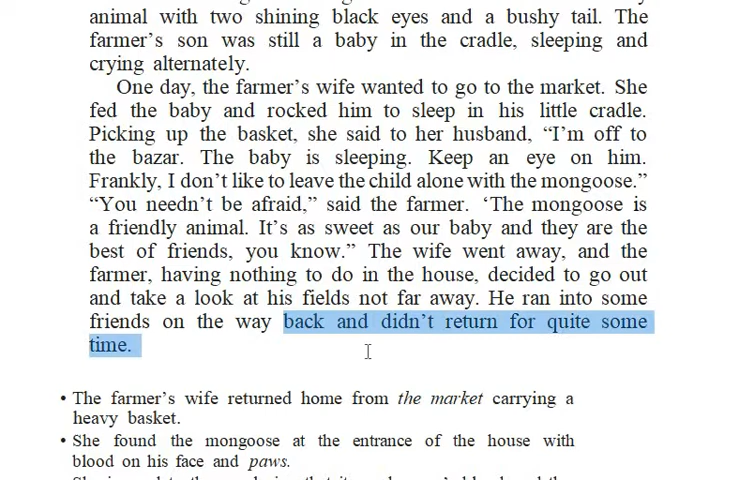 animal with two shining black eyes and a bushy tail. The
farmer's son was still a baby in the cradle, sleeping and
crying alternately.
One day, the farmer's wife wanted to go to the market. She
fed the baby and rocked him to sleep in his little cradle.
Picking up the basket, she said to her husband, “I'm off to
the bazar. The baby is sleeping. Keep an eye on him.
Frankly, I don't like to leave the child alone with the mongoose.”
“You needn't be afraid,” said the farmer. ‘The mongoose is
a friendly animal. It's as sweet as our baby and they are the
best of friends, you know.” The wife went away, and the
farmer, having nothing to do in the house, decided to go out
and take a look at his fields not far away. He ran into some
friends on the way back and didn't return for quite some
time.
• The farmer's wife returned home from the market carrying a
heavy basket.
• She found the mongoose at the entrance of the house with
blood on his face and paws.